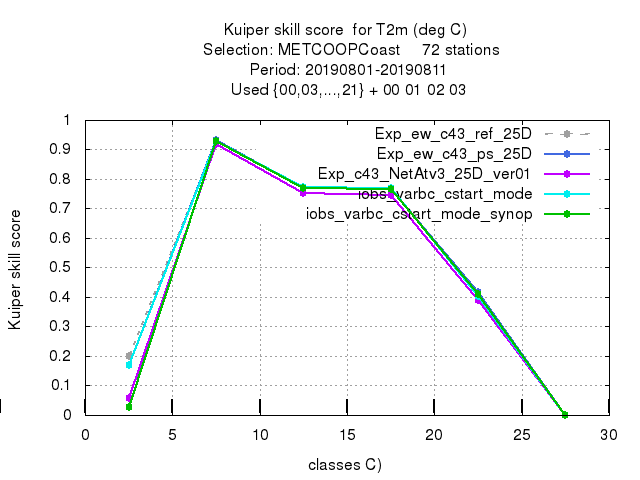 Kuiper skill score  for T2m (deg C)
Selection: METCOOPCoast     72 stations
Period: 20190801-20190811
Used {00,03,...,21} + 00 01 02 03
Exp_ew_c43_ref_25D
Exp_ew_c43_ps_25D
Exp_c43_NetAtv3_25D_ver01
iobs_varbc_cstart_mode
iobs_varbc_cstart_mode_synop
Kuiper skill score
1
0.9
0.8
0.7
0.6
0.5
0.4
0.3
0.2
0.1
0
0 5 10 15 20 25 30
classes C)